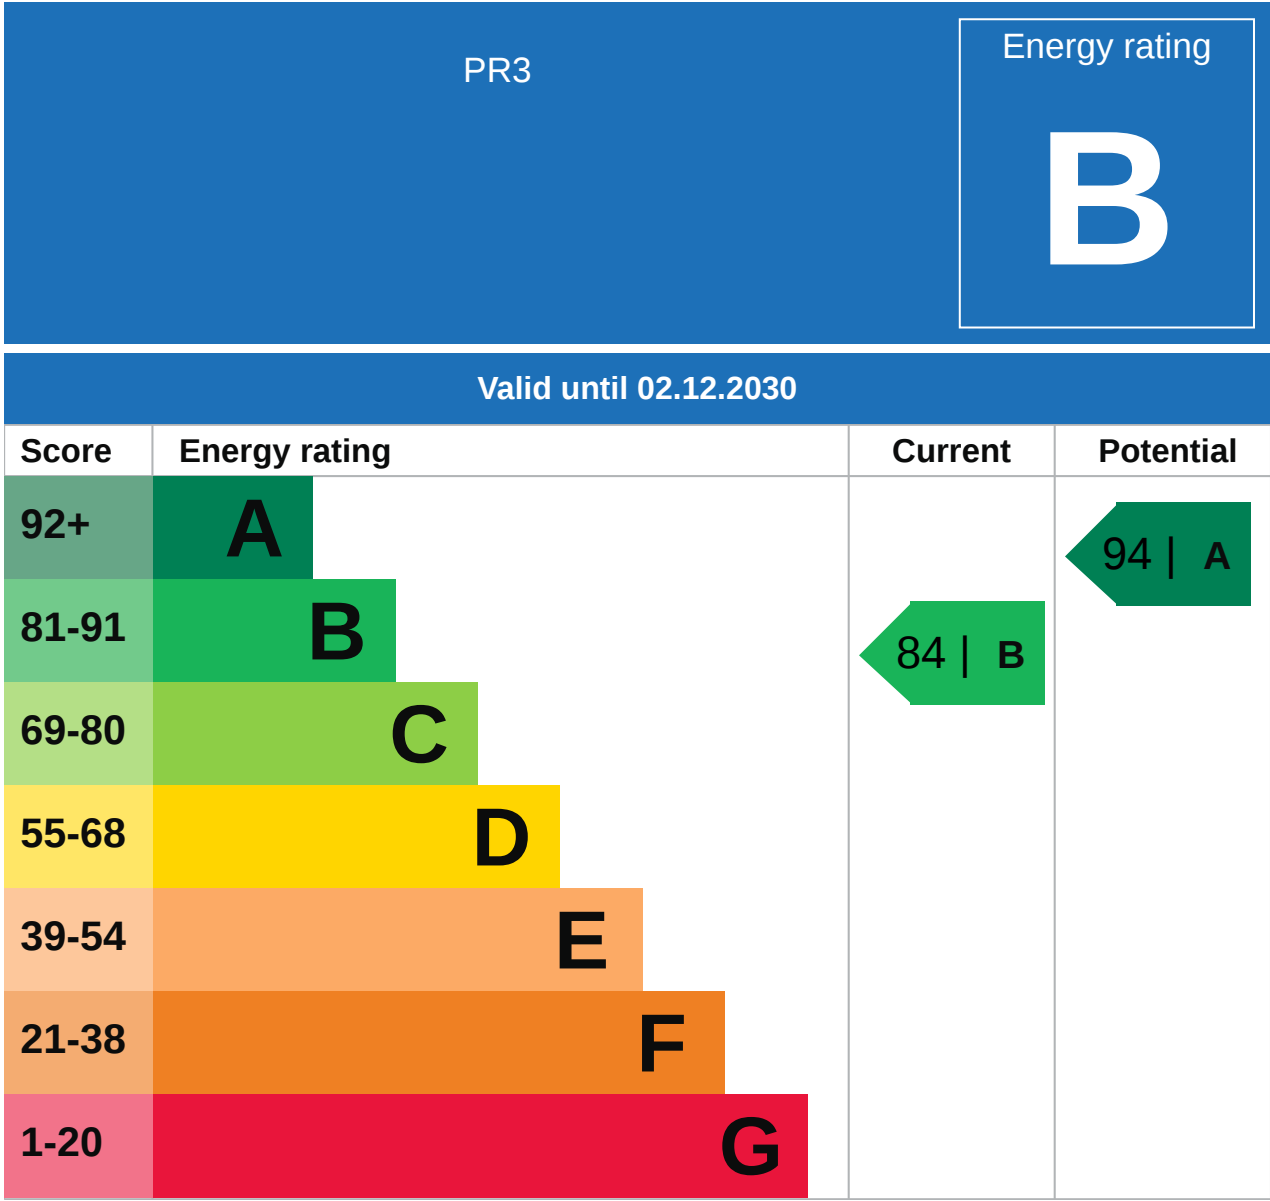 PR3
Energy rating
B
Valid until 02.12.2030
Score Energy rating Current Potential
92+ A 94 | A
81-91 B 84 | B
69-80 C
55-68 D
39-54 E
21-38 F
1-20 G